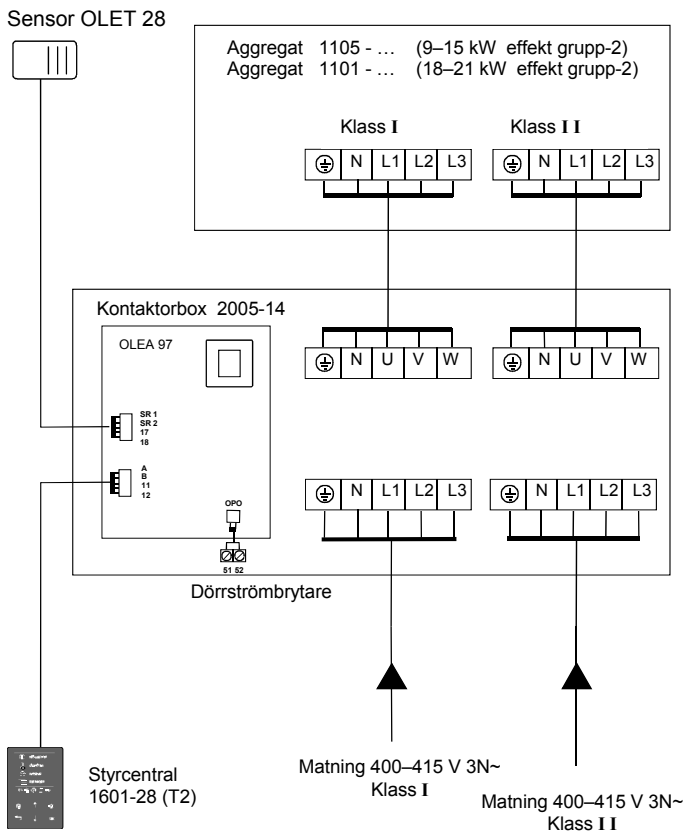 Sensor OLET 28
Aggregat 1105 - … (9–15 kW effekt grupp-2)
Aggregat 1101 - … (18–21 kW effekt grupp-2)
Klass I
Klass I I
N L1 L2 L3
N L1 L2 L3
Kontaktorbox 2005-14
OLEA 97
N U V W
N U V W
SR 1
SR 2
17
18
A
B
11
12
N L1 L2 L3
N L1 L2 L3
OPO
51 52
Dörrströmbrytare
Styrcentral
1601-28 (T2)
Matning 400–415 V 3N~
Klass I
Matning 400–415 V 3N~
Klass I I